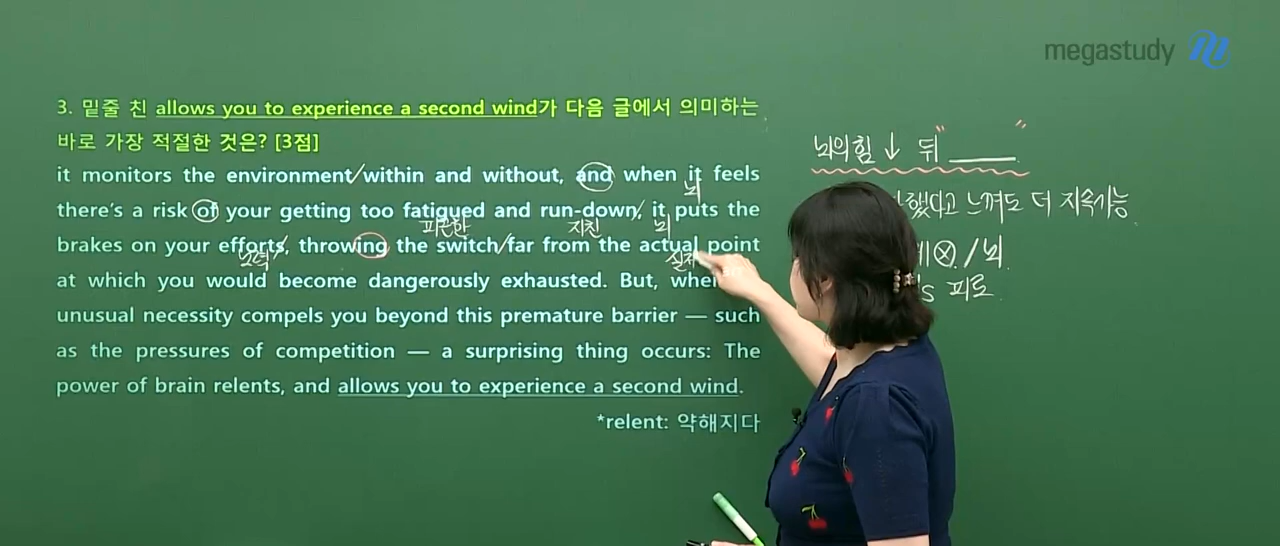 megastudy
3. 밑줄 친 allows you to experience a second wind가 다음 글에서 의미하는
바로 가장 적절한 것은? [3점]
it monitors the environment within and without, and when it feels
뇌
there's a risk of your getting too fatigued and run-down, it puts the
피곤한 지친 뇌
brakes on your efforts, throwing the switch far from the actual point
노력 실제
at which you would become dangerously exhausted. But, when an
unusual necessity compels you beyond this premature barrier — such
as the pressures of competition — a surprising thing occurs: The
power of brain relents, and allows you to experience a second wind.
*relent: 약해지다
뇌의 힘 ↓ 뒤 " ____ "
했다고 느껴도 더 지속가능
ⓧ / 뇌
's 피로